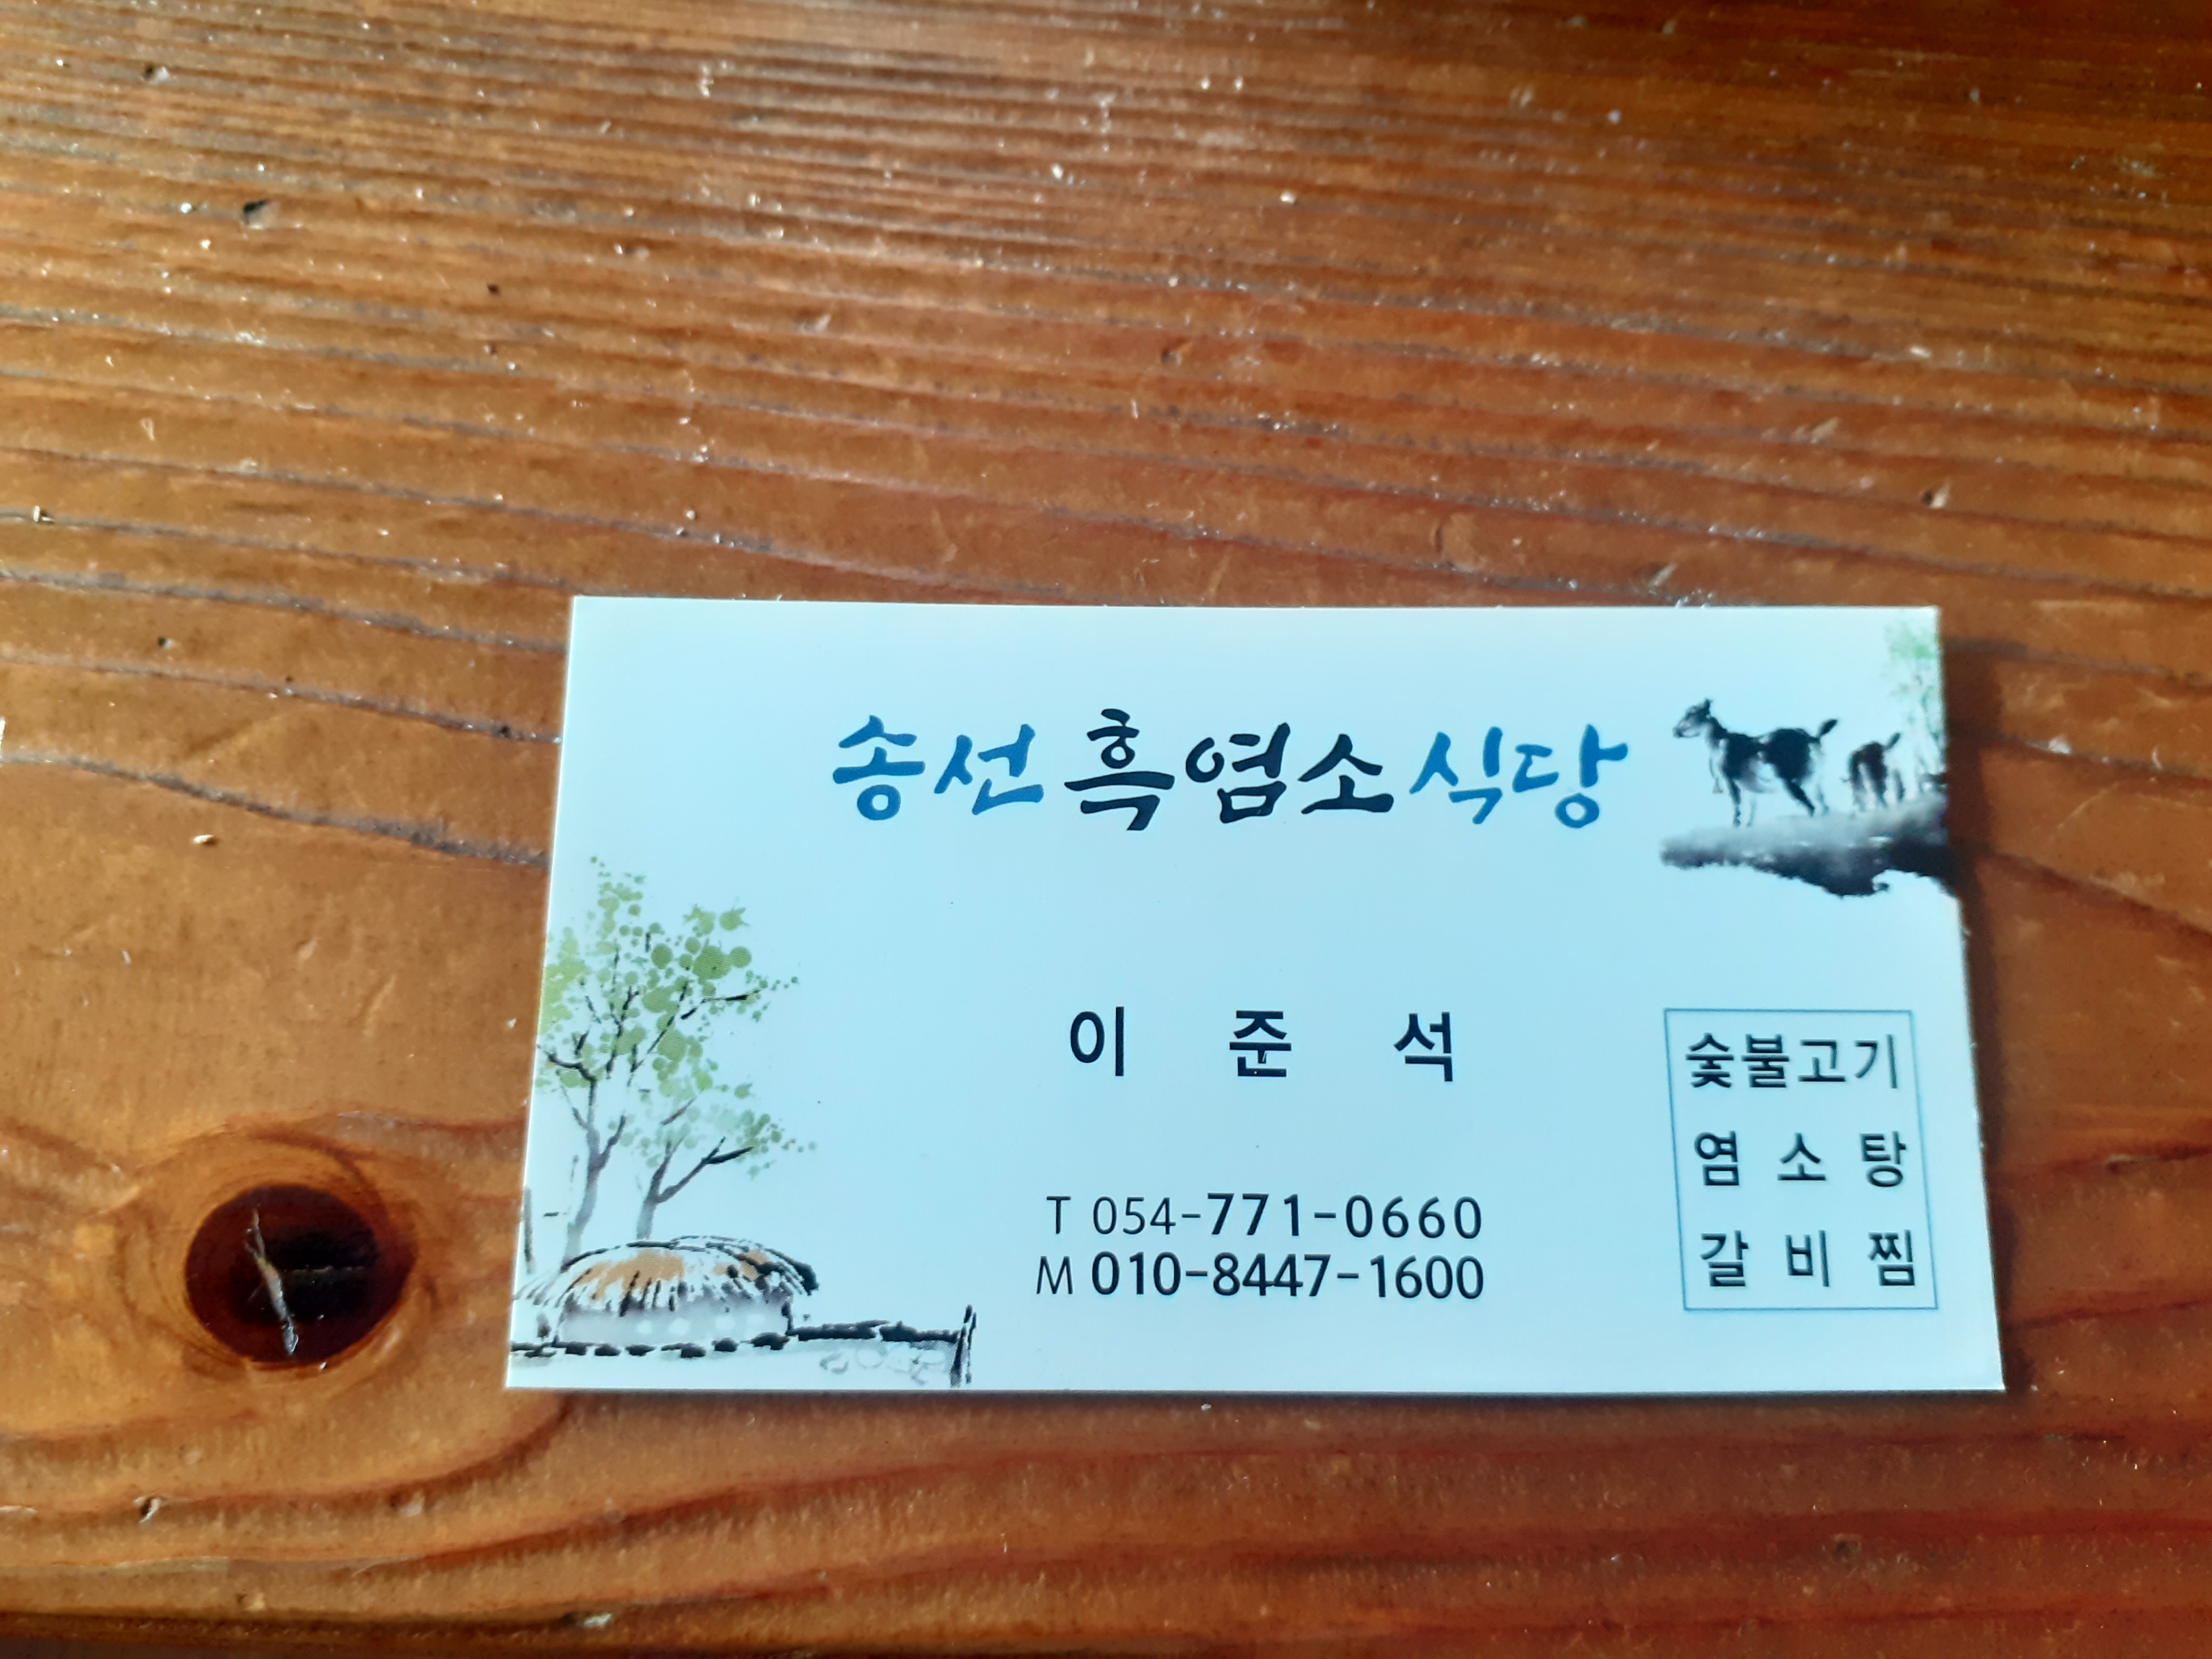 송선흑염소식당
이 준 석
T 054-771-0660
M 010-8447-1600
숯불고기
염 소 탕
갈 비 찜